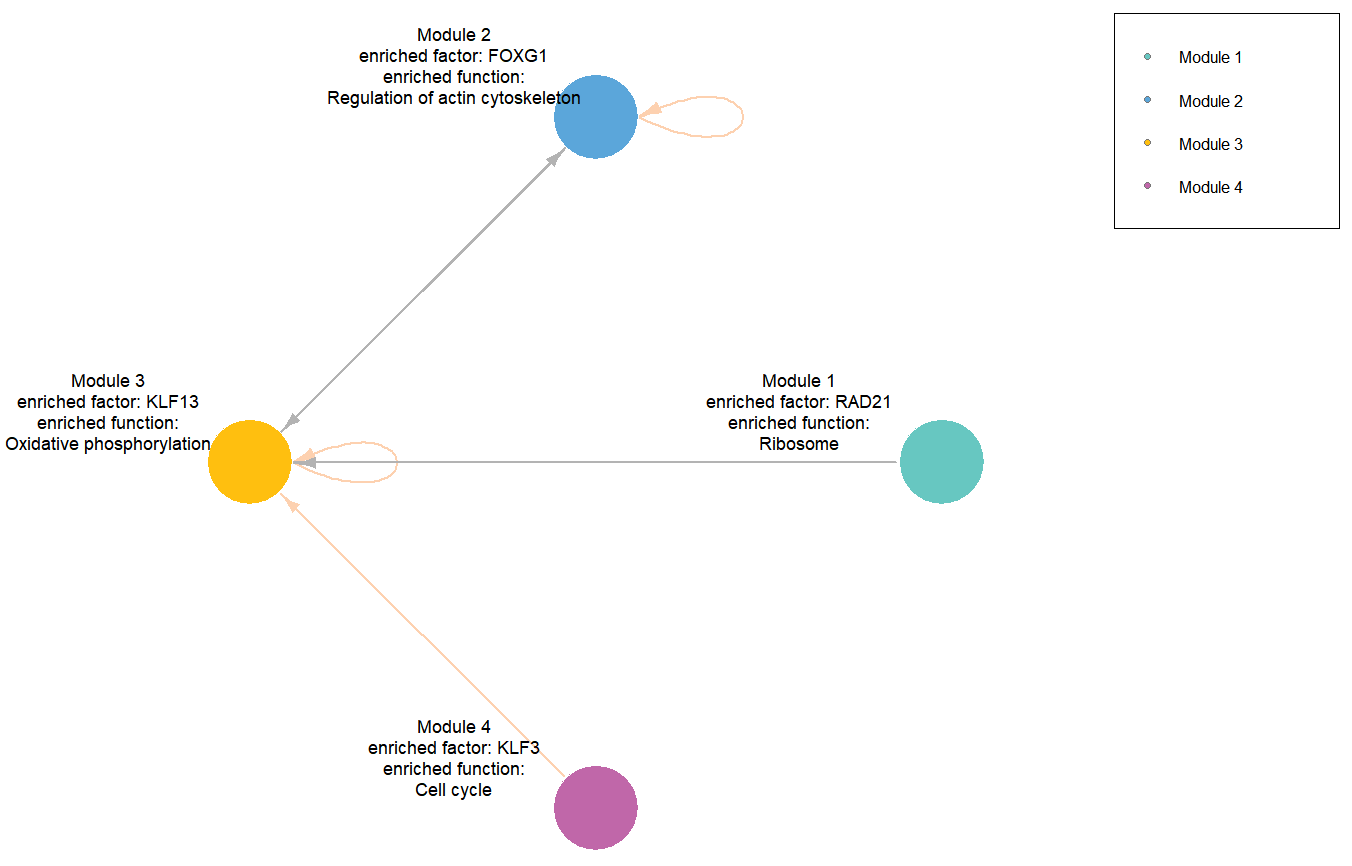 Module 2
enriched factor: FOXG1
enriched function:
Regulation of actin cytoskeleton
Module 1
Module 2
Module 3
Module 4
Module 3
enriched factor: KLF13
enriched function:
Oxidative phosphorylation
Module 1
enriched factor: RAD21
enriched function:
Ribosome
Module 4
enriched factor: KLF3
enriched function:
Cell cycle